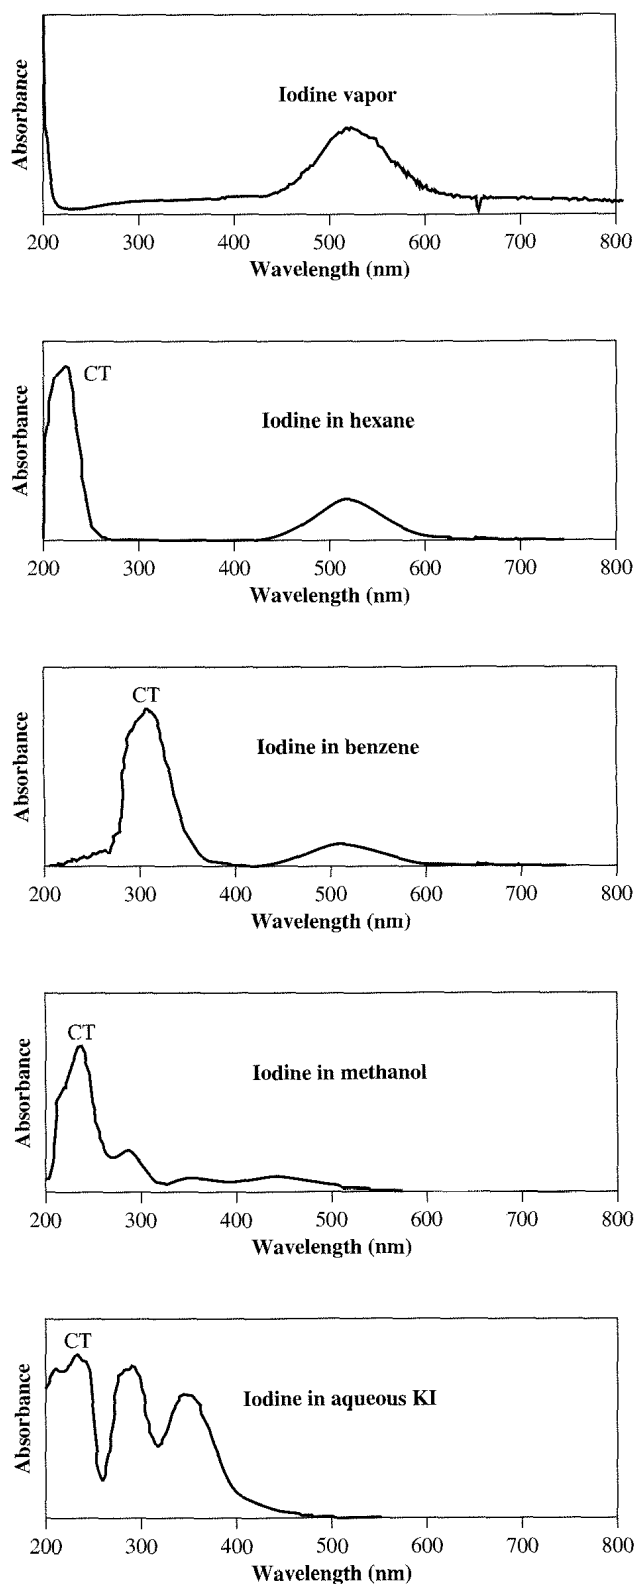 Absorbance
Iodine vapor
200 300 400 500 600 700 800
Wavelength (nm)
Absorbance
CT
Iodine in hexane
200 300 400 500 600 700 800
Wavelength (nm)
Absorbance
CT
Iodine in benzene
200 300 400 500 600 700 800
Wavelength (nm)
Absorbance
CT
Iodine in methanol
200 300 400 500 600 700 800
Wavelength (nm)
Absorbance
CT
Iodine in aqueous KI
200 300 400 500 600 700 800
Wavelength (nm)